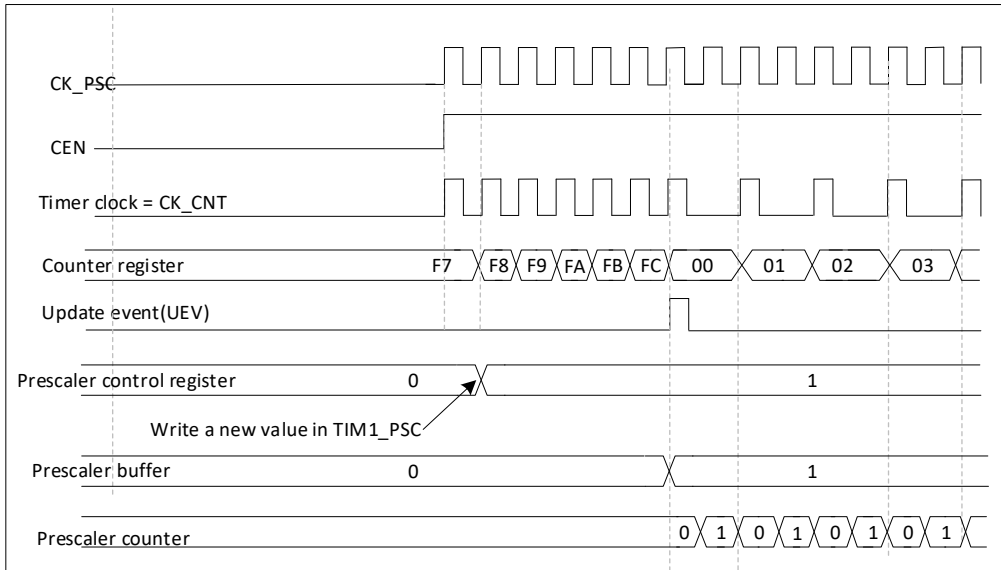 CK_PSC
CEN
Timer clock = CK_CNT
Counter register F7 F8 F9 FA FB FC 00 01 02 03
Update event(UEV)
Prescaler control register 0 1
Write a new value in TIM1_PSC
Prescaler buffer 0 1
Prescaler counter 0 1 0 1 0 1 0 1